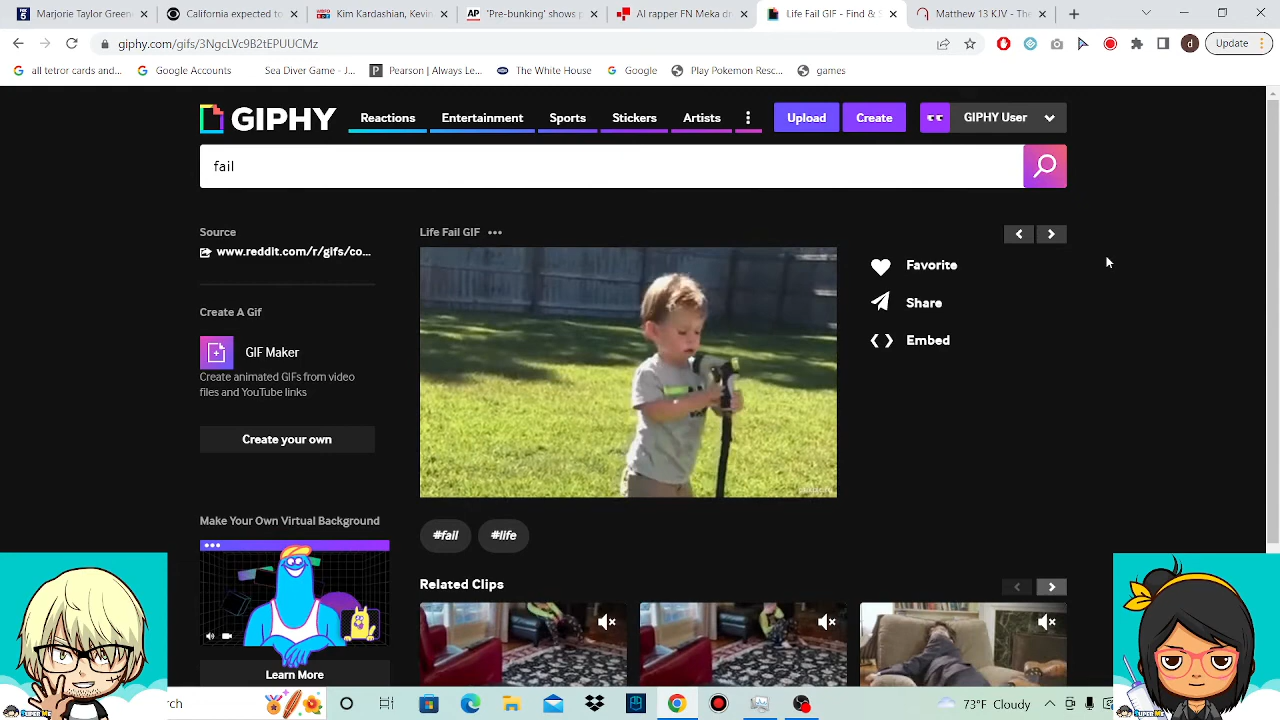 Marjorie Taylor Green
California expected to
Kim Kardashian, Kevin
'Pre-bunking' shows p
AI rapper FN Meka dr
Life Fail GIF - Find & S
Matthew 13 KJV - The
giphy.com/gifs/3NgcLVc9B2tEPUUCMz
d
Update
all tetror cards and...
Google Accounts
Sea Diver Game - J...
Pearson | Always Le...
The White House
Google
Play Pokemon Resc...
games
GIPHY
Reactions
Entertainment
Sports
Stickers
Artists
Upload
Create
GIPHY User
fail
Source
www.reddit.com/r/gifs/co...
Create A Gif
GIF Maker
Create animated GIFs from video
files and YouTube links
Create your own
Make Your Own Virtual Background
Learn More
Life Fail GIF
Favorite
Share
Embed
#fail
#life
Related Clips
rch
73°F Cloudy
SUPER ME
SUPER ME